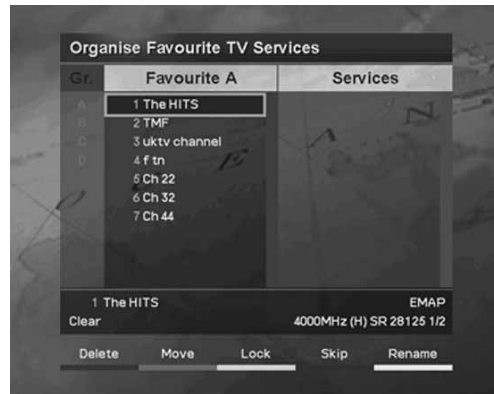 Organise Favourite TV Services
Gr. Favourite A Services
A 1 The HITS
B 2 TMF
C 3 uktv channel
D 4 f tn
5 Ch 22
6 Ch 32
7 Ch 44
N
A
E
P
O
1 The HITS EMAP
Clear 4000MHz (H) SR 28125 1/2
Delete Move Lock Skip Rename